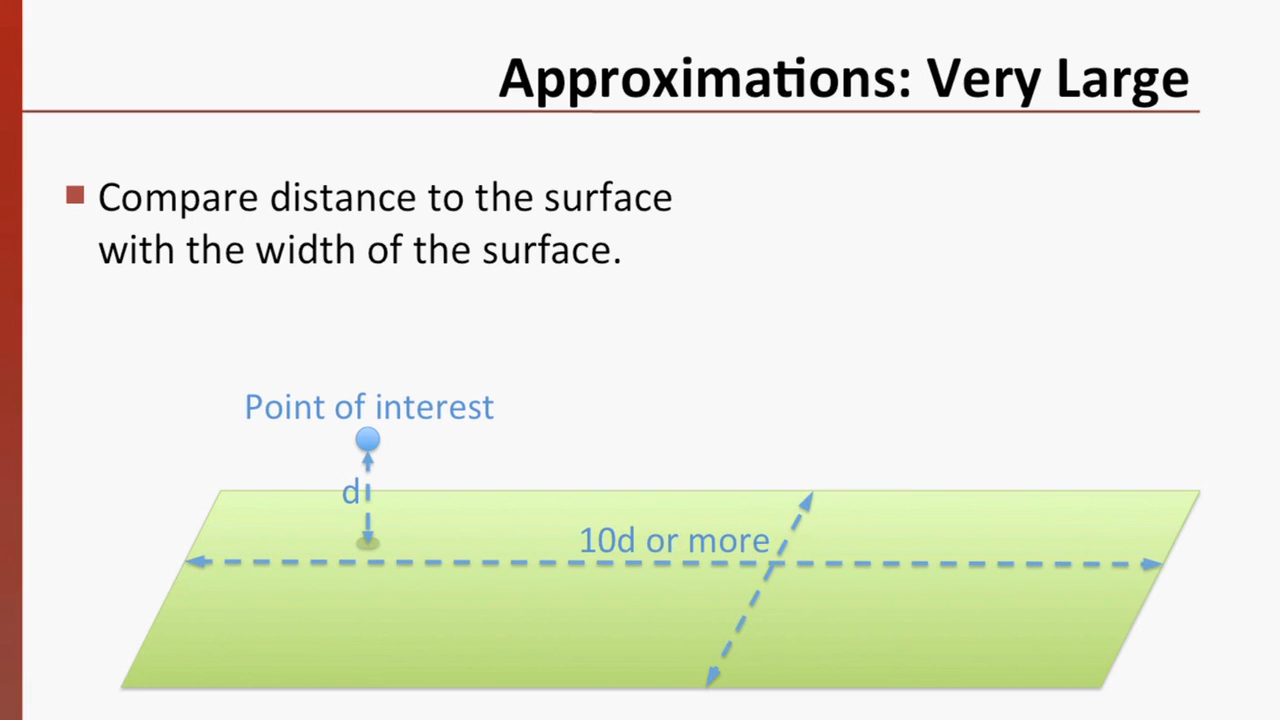 Approximations: Very Large
Compare distance to the surface
with the width of the surface.
Point of interest
d
10d or more